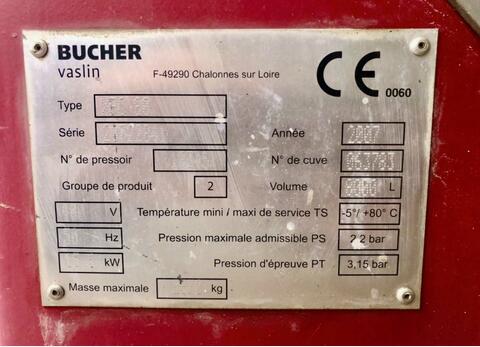 BUCHER
vaslin
F-49290 Chalonnes sur Loire
CE 0060
Type
Série
Année
N° de pressoir
N° de cuve
Groupe de produit 2
Volume L
V
Température mini / maxi de service TS -5°/ +80° C
Hz
Pression maximale admissible PS 2,2 bar
kW
Pression d'épreuve PT 3,15 bar
Masse maximale kg